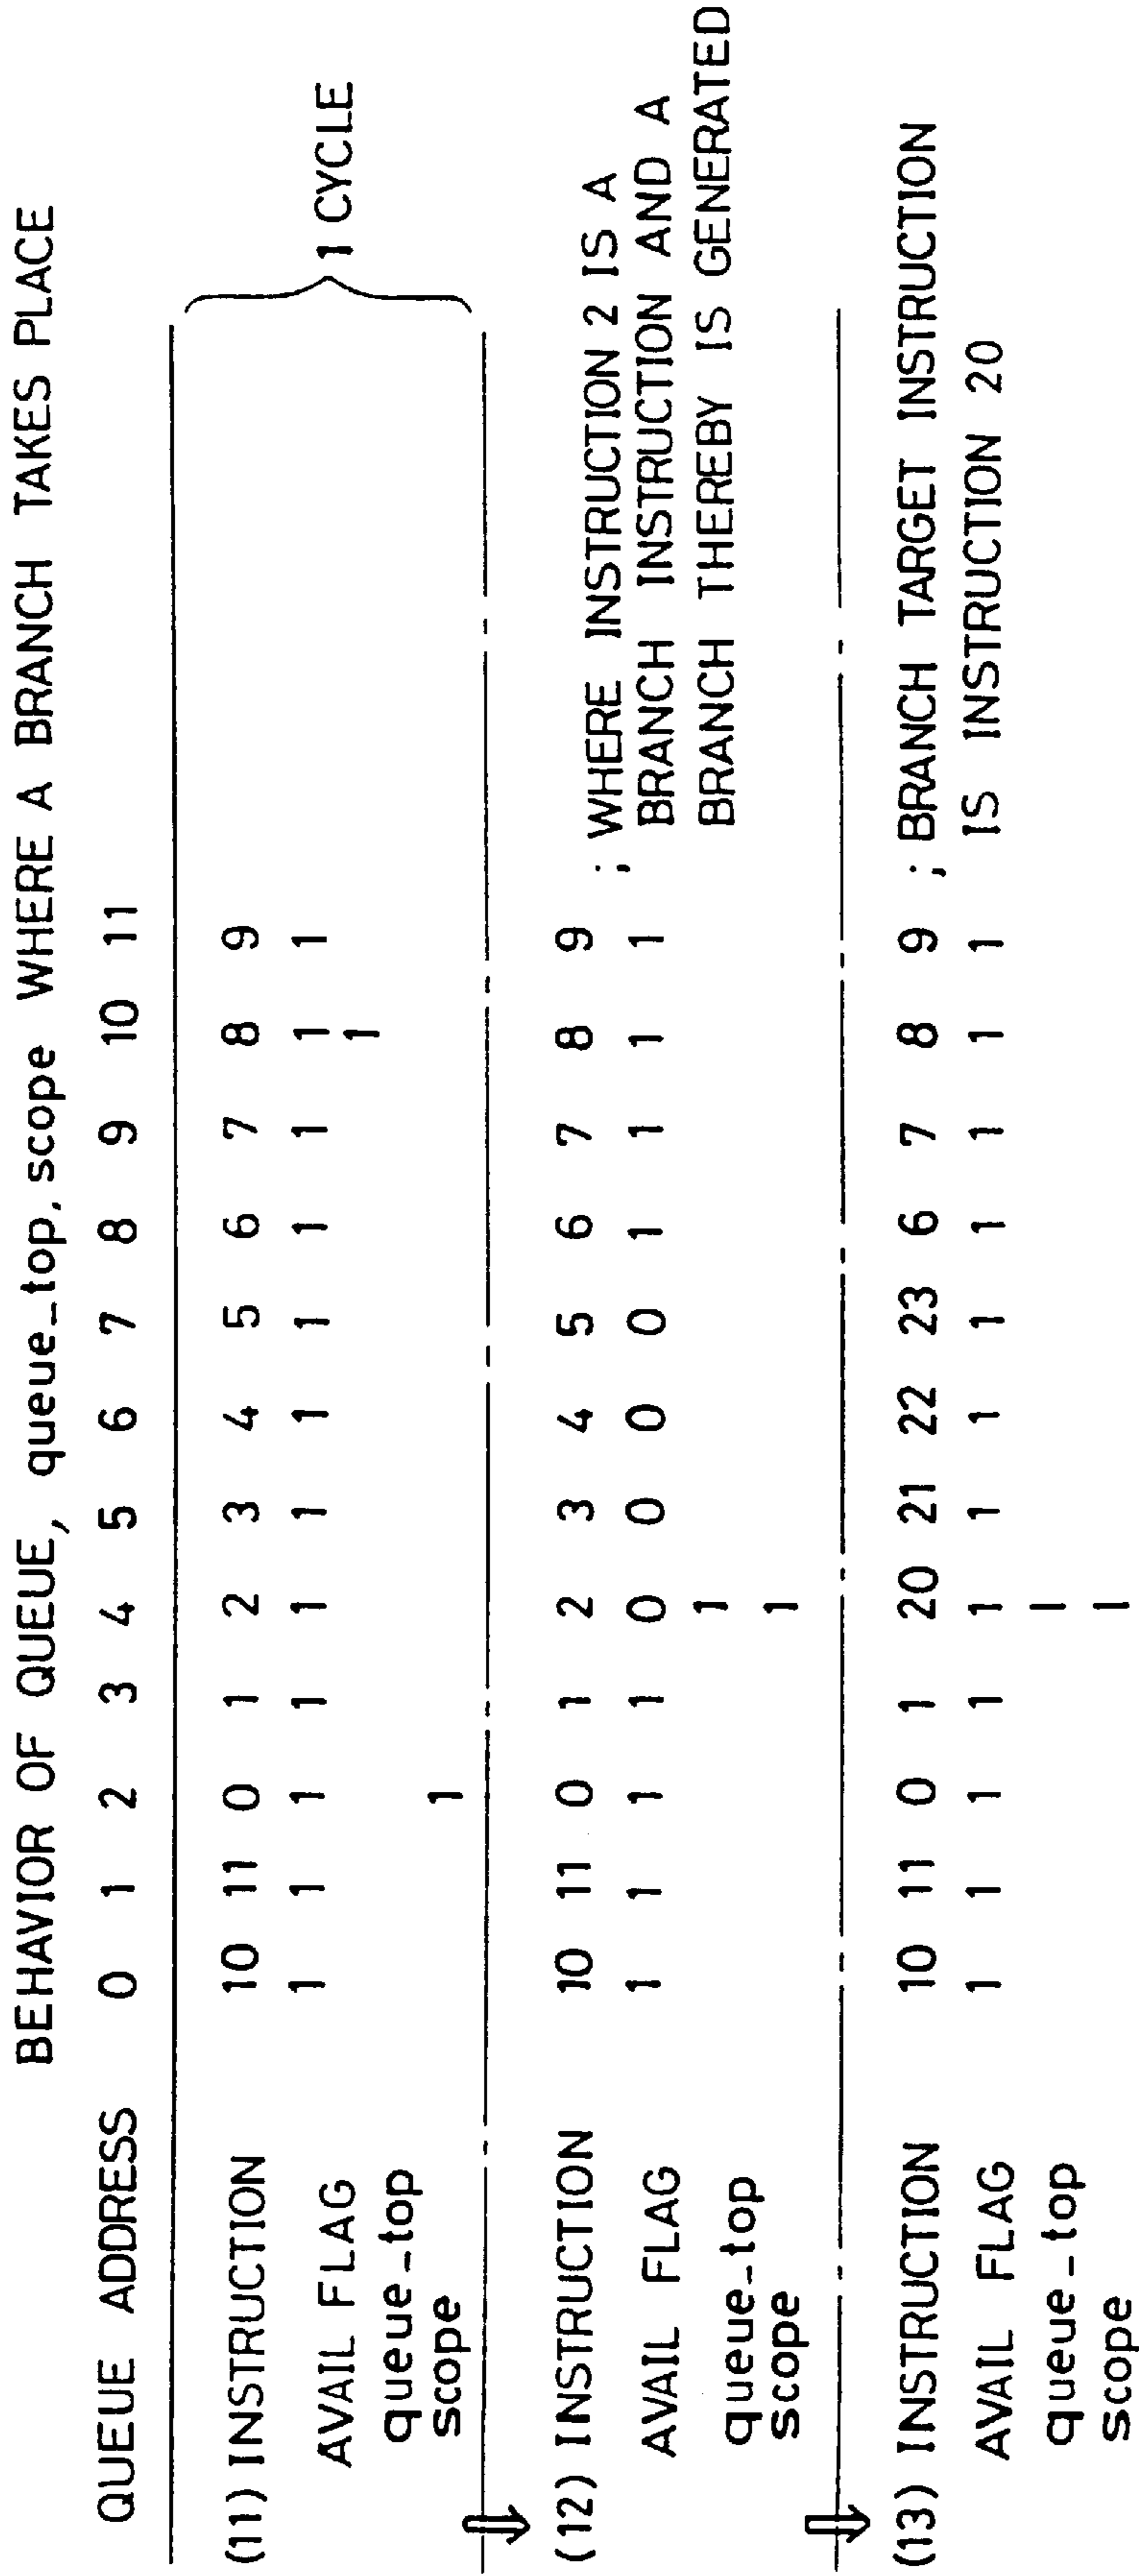 BEHAVIOR OF QUEUE, queue_top, scope WHERE A BRANCH TAKES PLACE
QUEUE ADDRESS 0 1 2 3 4 5 6 7 8 9 10 11
(11) INSTRUCTION 10 11 0 1 2 3 4 5 6 7 8 9
AVAIL FLAG 1 1 1 1 1 1 1 1 1 1 1 1
1 CYCLE
queue_top 1
scope 1
⇒ (12) INSTRUCTION 10 11 0 1 2 3 4 5 6 7 8 9 ; WHERE INSTRUCTION 2 IS A
AVAIL FLAG 1 1 1 1 0 0 0 0 1 1 1 1 BRANCH INSTRUCTION AND A
queue_top 1 BRANCH THEREBY IS GENERATED
scope 1
⇒ (13) INSTRUCTION 10 11 0 1 20 21 22 23 6 7 8 9 ; BRANCH TARGET INSTRUCTION
AVAIL FLAG 1 1 1 1 1 1 1 1 1 1 1 1 IS INSTRUCTION 20
queue_top 1
scope 1